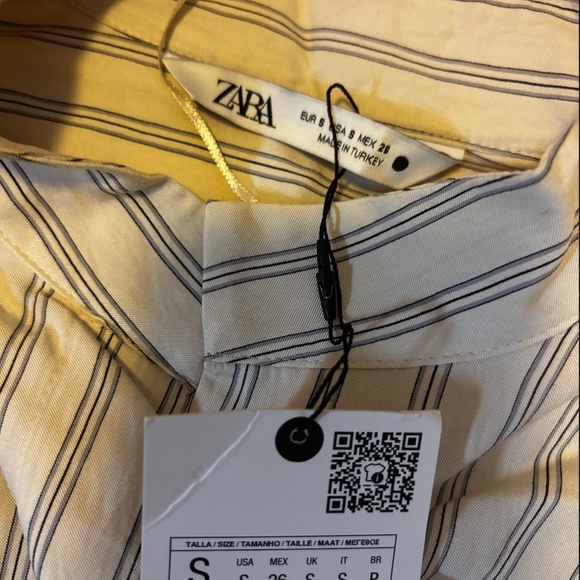 ZARA
EUR S USA S MEX 26
MADE IN TURKEY
TALLA / SIZE / TAMANHO / TAILLE / MAAT / ΜΕΓΕΘΟΣ
USA MEX UK IT BR
S S 26 S S P